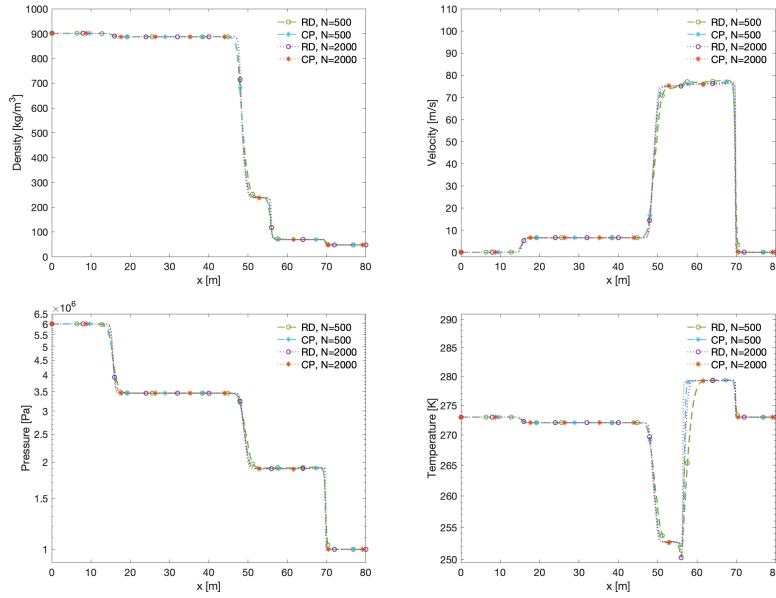 1000
900
800
700
600
500
400
300
200
100
0
Density [kg/m³]
0 10 20 30 40 50 60 70 80
x [m]
RD, N=500
CP, N=500
RD, N=2000
CP, N=2000
110
100
90
80
70
60
50
40
30
20
10
0
Velocity [m/s]
0 10 20 30 40 50 60 70 80
x [m]
RD, N=500
CP, N=500
RD, N=2000
CP, N=2000
×10⁶
6.5
6
5.5
5
4.5
4
3.5
3
2.5
2
1.5
1
Pressure [Pa]
0 10 20 30 40 50 60 70 80
x [m]
RD, N=500
CP, N=500
RD, N=2000
CP, N=2000
290
285
280
275
270
265
260
255
250
Temperature [K]
0 10 20 30 40 50 60 70 80
x [m]
RD, N=500
CP, N=500
RD, N=2000
CP, N=2000